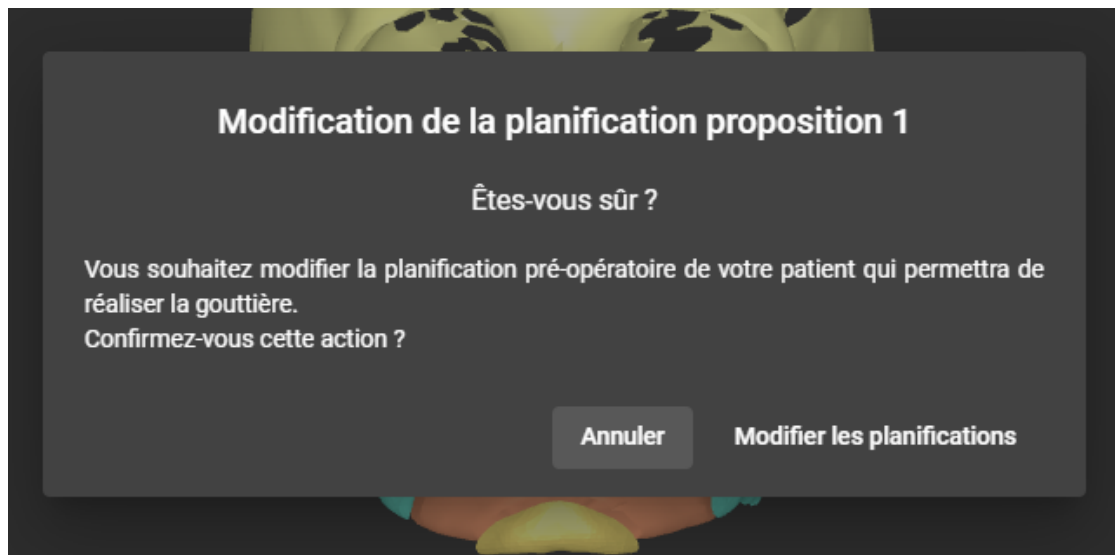 Modification de la planification proposition 1
Êtes-vous sûr ?
Vous souhaitez modifier la planification pré-opératoire de votre patient qui permettra de
réaliser la gouttière.
Confirmez-vous cette action ?
Annuler Modifier les planifications